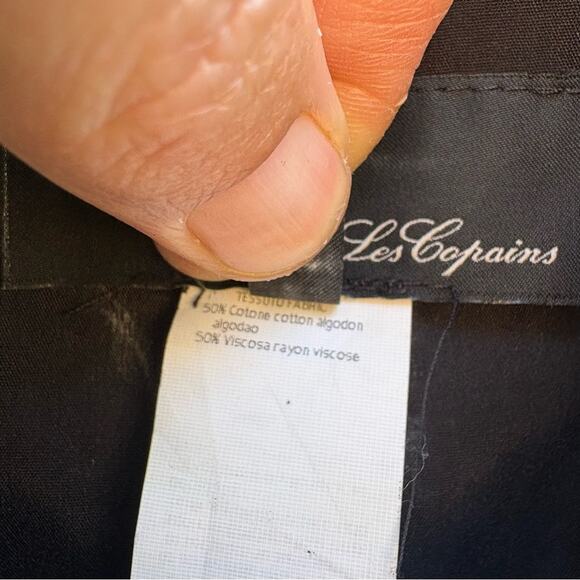 Les Copains
TESSUTO FABRIC
50% Cotone cotton algodon
algodao
50% Viscosa rayon viscose